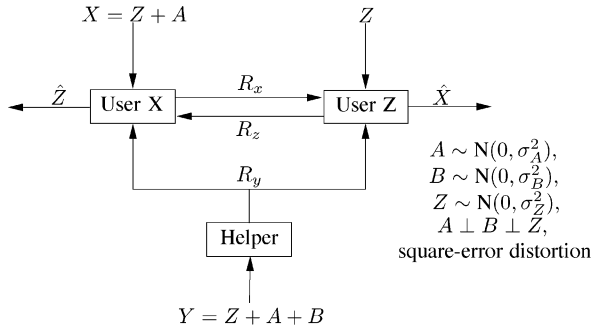 X = Z + A
Z
R_x
Ẑ
User X
User Z
X̂
R_z
A ∼ N(0, σ_A^2),
R_y
B ∼ N(0, σ_B^2),
Z ∼ N(0, σ_Z^2),
A ⊥ B ⊥ Z,
Helper
square-error distortion
Y = Z + A + B